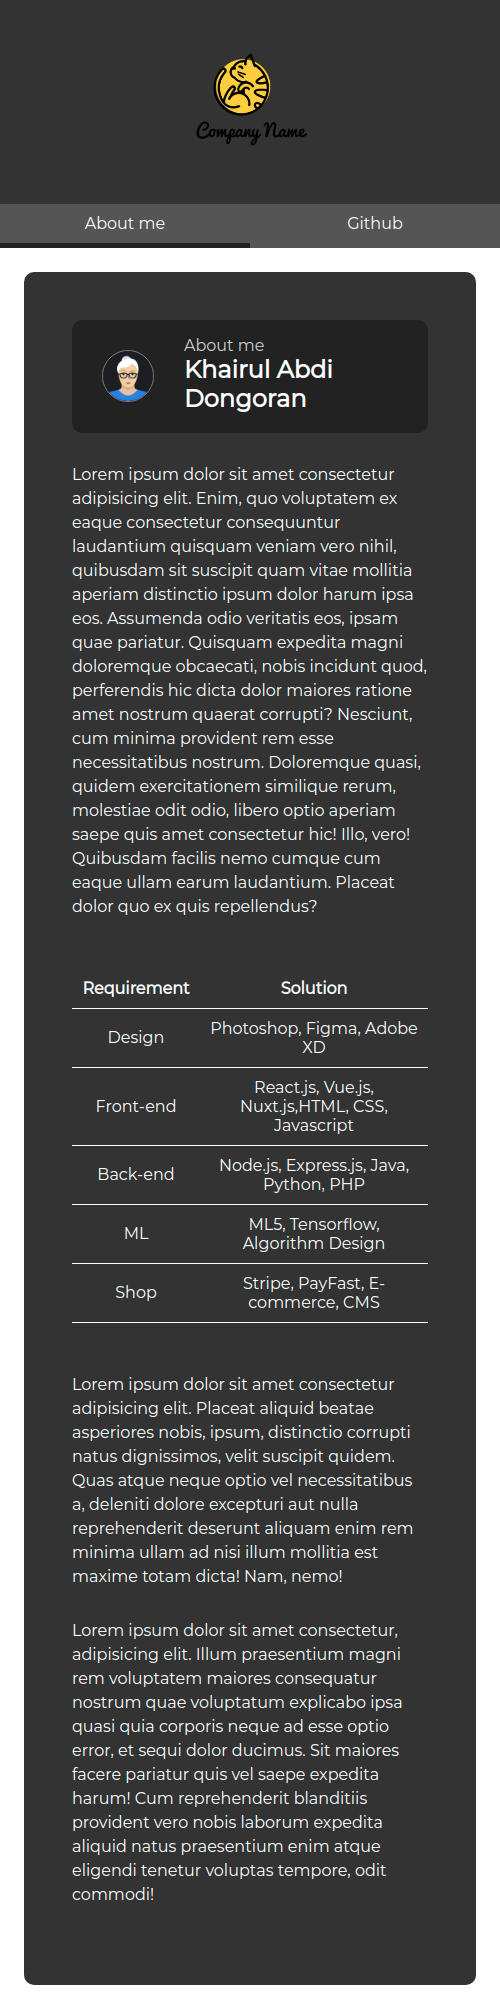 Company Name
About me
Github
About me
Khairul Abdi
Dongoran
Lorem ipsum dolor sit amet consectetur
adipisicing elit. Enim, quo voluptatem ex
eaque consectetur consequuntur
laudantium quisquam veniam vero nihil,
quibusdam sit suscipit quam vitae mollitia
aperiam distinctio ipsum dolor harum ipsa
eos. Assumenda odio veritatis eos, ipsam
quae pariatur. Quisquam expedita magni
doloremque obcaecati, nobis incidunt quod,
perferendis hic dicta dolor maiores ratione
amet nostrum quaerat corrupti? Nesciunt,
cum minima provident rem esse
necessitatibus nostrum. Doloremque quasi,
quidem exercitationem similique rerum,
molestiae odit odio, libero optio aperiam
saepe quis amet consectetur hic! Illo, vero!
Quibusdam facilis nemo cumque cum
eaque ullam earum laudantium. Placeat
dolor quo ex quis repellendus?
Requirement Solution
Design Photoshop, Figma, Adobe
XD
Front-end React.js, Vue.js,
Nuxt.js,HTML, CSS,
Javascript
Back-end Node.js, Express.js, Java,
Python, PHP
ML ML5, Tensorflow,
Algorithm Design
Shop Stripe, PayFast, E-
commerce, CMS
Lorem ipsum dolor sit amet consectetur
adipisicing elit. Placeat aliquid beatae
asperiores nobis, ipsum, distinctio corrupti
natus dignissimos, velit suscipit quidem.
Quas atque neque optio vel necessitatibus
a, deleniti dolore excepturi aut nulla
reprehenderit deserunt aliquam enim rem
minima ullam ad nisi illum mollitia est
maxime totam dicta! Nam, nemo!
Lorem ipsum dolor sit amet consectetur,
adipisicing elit. Illum praesentium magni
rem voluptatem maiores consequatur
nostrum quae voluptatum explicabo ipsa
quasi quia corporis neque ad esse optio
error, et sequi dolor ducimus. Sit maiores
facere pariatur quis vel saepe expedita
harum! Cum reprehenderit blanditiis
provident vero nobis laborum expedita
aliquid natus praesentium enim atque
eligendi tenetur voluptas tempore, odit
commodi!